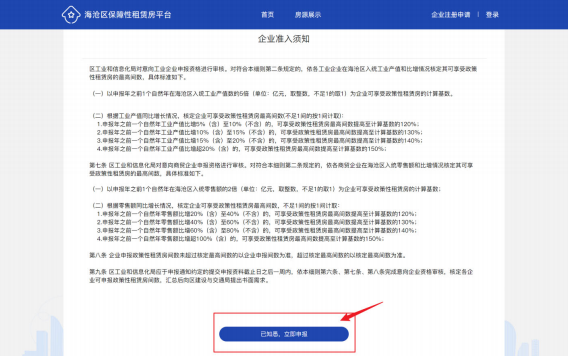 海沧区保障性租赁房平台
首页
房源展示
企业注册申请 | 登录
企业准入须知
区工业和信息化局对意向工业企业申报资格进行审核。对符合本细则第二条规定的，依各工业企业在海沧区入统工业产值和比增情况核定其可享受政策
性租赁房的最高间数，具体标准如下。
（一）以申报年之前1个自然年在海沧区入统工业产值数的5倍（单位：亿元，取整数，不足1的取1）为企业可享受政策性租赁房的计算基数。
（二）根据工业产值同比增长情况，核定企业可享受政策性租赁房最高间数(不足1间的按1间计取):
1.申报年之前一个自然年工业产值比增5%（含）至10%（不含）的，可享受政策性租赁房最高间数提高至计算基数的120%；
2.申报年之前一个自然年工业产值比增10%（含）至15%（不含）的，可享受政策性租赁房最高间数提高至计算基数的130%；
3.申报年之前一个自然年工业产值比增15%（含）至20%（不含）的，可享受政策性租赁房最高间数提高至计算基数的140%；
4.申报年之前一个自然年工业产值比增超20%（含）的，可享受政策性租赁房最高间数提高至计算基数的150%；
第七条 区工业和信息化局对意向商贸企业申报资格进行审核。对符合本细则第二条规定的，依各商贸企业在海沧区入统零售额和比增情况核定其可享
受政策性租赁房的最高间数，具体标准如下。
（一）以申报年之前1个自然年在海沧区入统零售额的2倍（单位：亿元，取整数，不足1的取1）为企业可享受政策性租赁房的计算基数；
（二）根据零售额同比增长情况，核定企业可享受政策性租赁房最高间数，不足1间的按1间计取：
1.申报年之前一个自然年零售额比增20%（含）至40%（不含）的，可享受政策性租赁房最高间数提高至计算基数的120%；
2.申报年之前一个自然年零售额比增40%（含）至60%（不含）的，可享受政策性租赁房最高间数提高至计算基数的130%；
3.申报年之前一个自然年零售额比增60%（含）至80%（不含）的，可享受政策性租赁房最高间数提高至计算基数的140%
4.申报年之前一个自然年零售额比增超100%（含）的，可享受政策性租赁房最高间数提高至计算基数的150%；
第八条 企业申报政策性租赁房间数未超过核定最高间数的以企业申报间数为准，超过核定最高间数的以核定最高间数为准。
第九条 区工业和信息化局应于申报通知约定的提交申报资料截止日之后一周内，依本细则第六条、第七条、第八条完成意向企业资格审核，核定各企
业可申报政策性租赁房间数，汇总后向区建设与交通局提出书面需求。
已知悉，立即申报